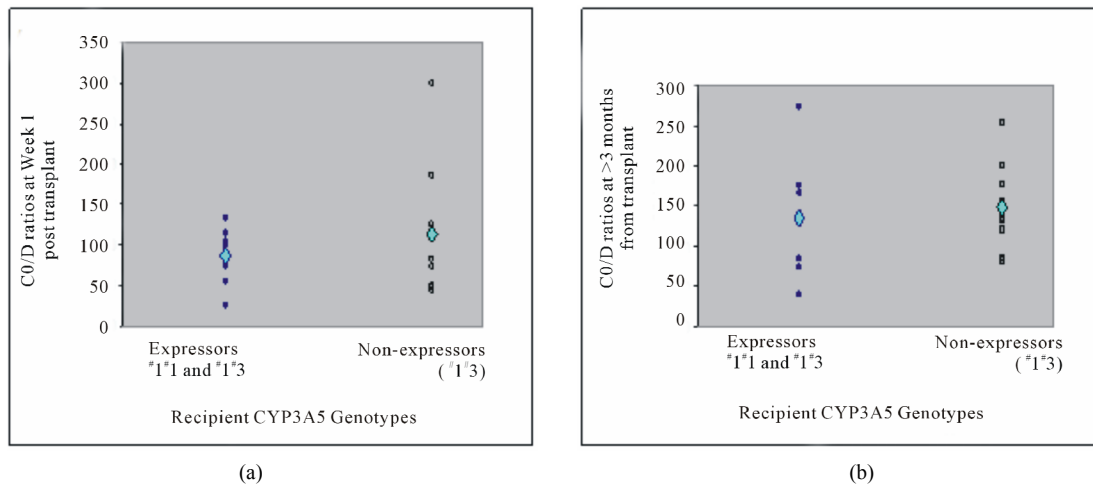 350
300
250
200
150
100
50
0
C0/D ratios at Week 1
post transplant
Expressors
#1#1 and #1#3
Non-expressors
( #1#3)
Recipient CYP3A5 Genotypes
(a)
300
250
200
150
100
50
0
C0/D ratios at >3 months
from transplant
Expressors
#1#1 and #1#3
Non-expressors
(#1#3)
Recipient CYP3A5 Genotypes
(b)